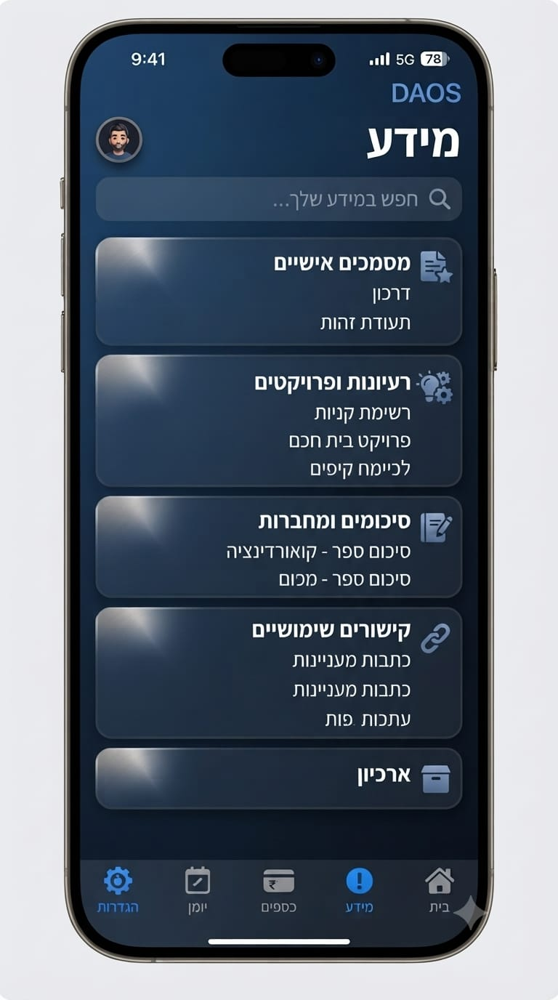 9:41
5G 78
DAOS
מידע
חפש במידע שלך...
מסמכים אישיים
דרכון
תעודת זהות
רעיונות ופרויקטים
רשימת קניות
פרויקט בית חכם
לכיימח קיפים
סיכומים ומחברות
סיכום ספר - קואורדינציה
סיכום ספר - מכום
קישורים שימושיים
כתבות מעניינות
כתבות מעניינות
עתכות פות
ארכיון
בית
מידע
כספים
יומן
הגדרות